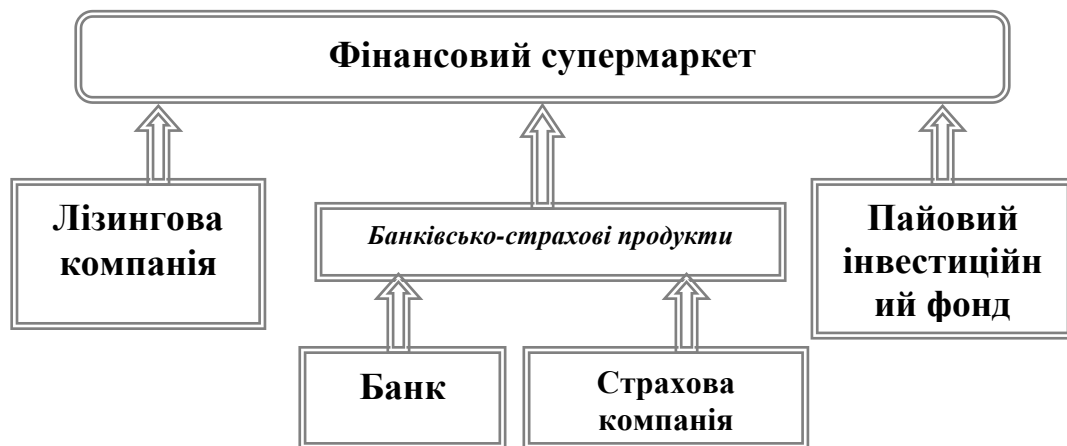 Фінансовий супермаркет
Лізингова
компанія
Банківсько-страхові продукти
Пайовий
інвестиційн
ий фонд
Банк
Страхова
компанія